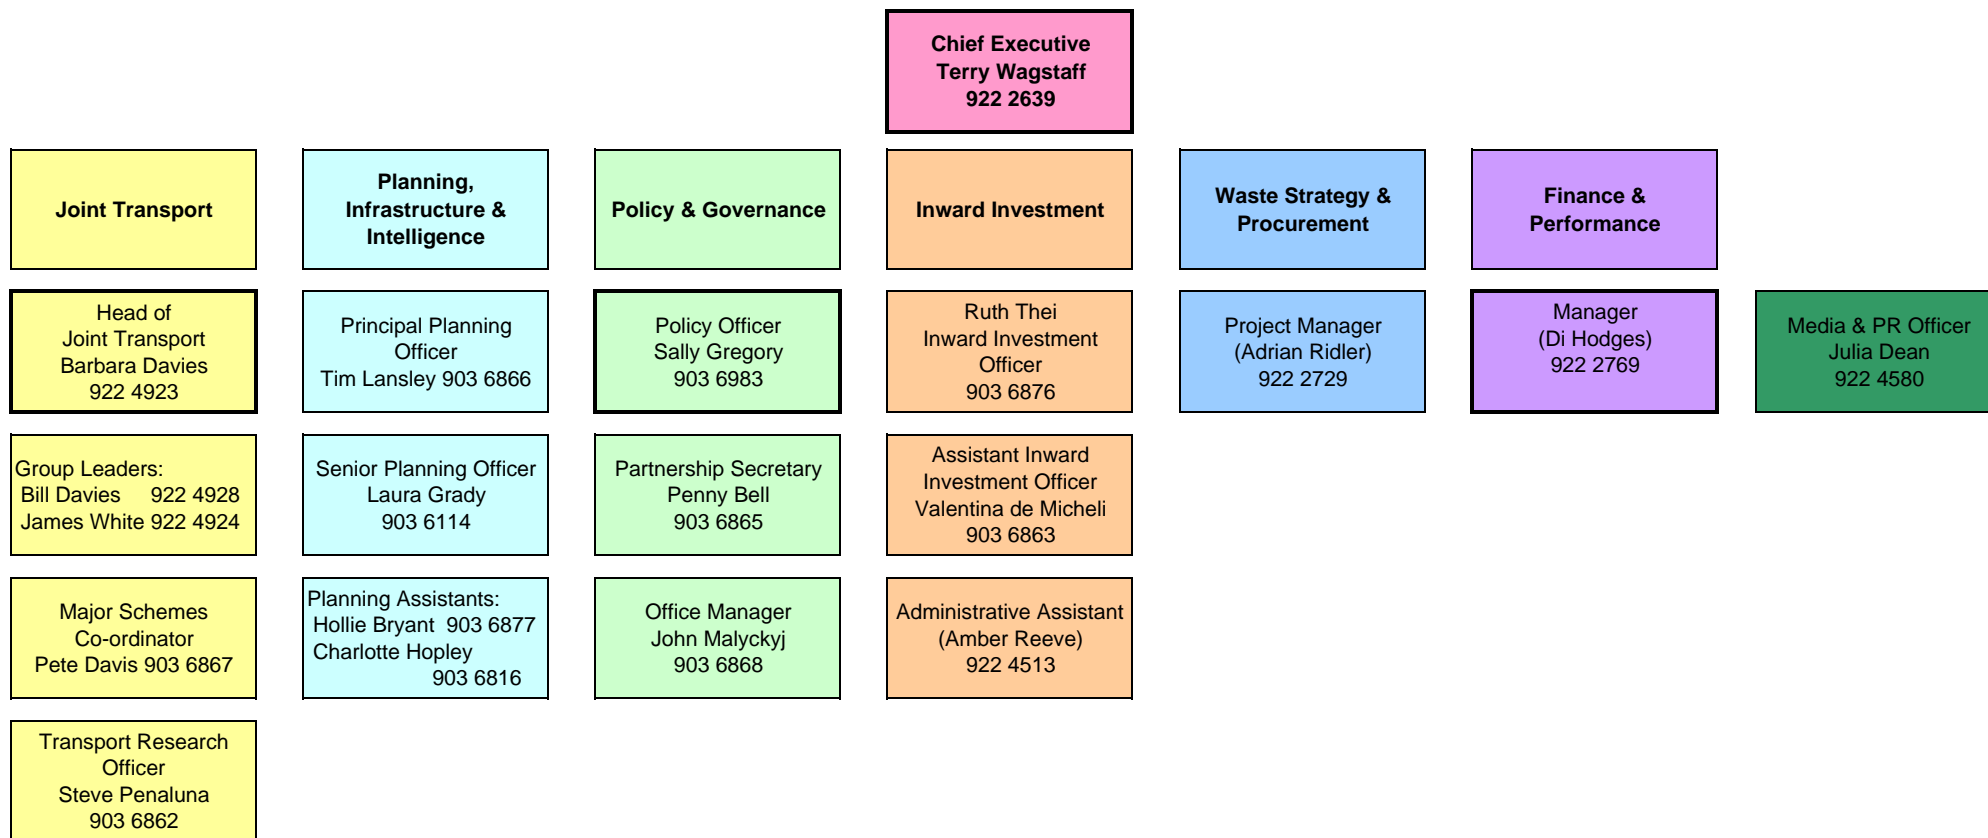 Chief Executive
Terry Wagstaff
922 2639
Joint Transport
Planning,
Infrastructure &
Intelligence
Policy & Governance
Inward Investment
Waste Strategy &
Procurement
Finance &
Performance
Head of
Joint Transport
Barbara Davies
922 4923
Principal Planning
Officer
Tim Lansley 903 6866
Policy Officer
Sally Gregory
903 6983
Ruth Thei
Inward Investment
Officer
903 6876
Project Manager
(Adrian Ridler)
922 2729
Manager
(Di Hodges)
922 2769
Media & PR Officer
Julia Dean
922 4580
Group Leaders:
Bill Davies 922 4928
James White 922 4924
Senior Planning Officer
Laura Grady
903 6114
Partnership Secretary
Penny Bell
903 6865
Assistant Inward
Investment Officer
Valentina de Micheli
903 6863
Major Schemes
Co-ordinator
Pete Davis 903 6867
Planning Assistants:
Hollie Bryant 903 6877
Charlotte Hopley
903 6816
Office Manager
John Malyckyj
903 6868
Administrative Assistant
(Amber Reeve)
922 4513
Transport Research
Officer
Steve Penaluna
903 6862